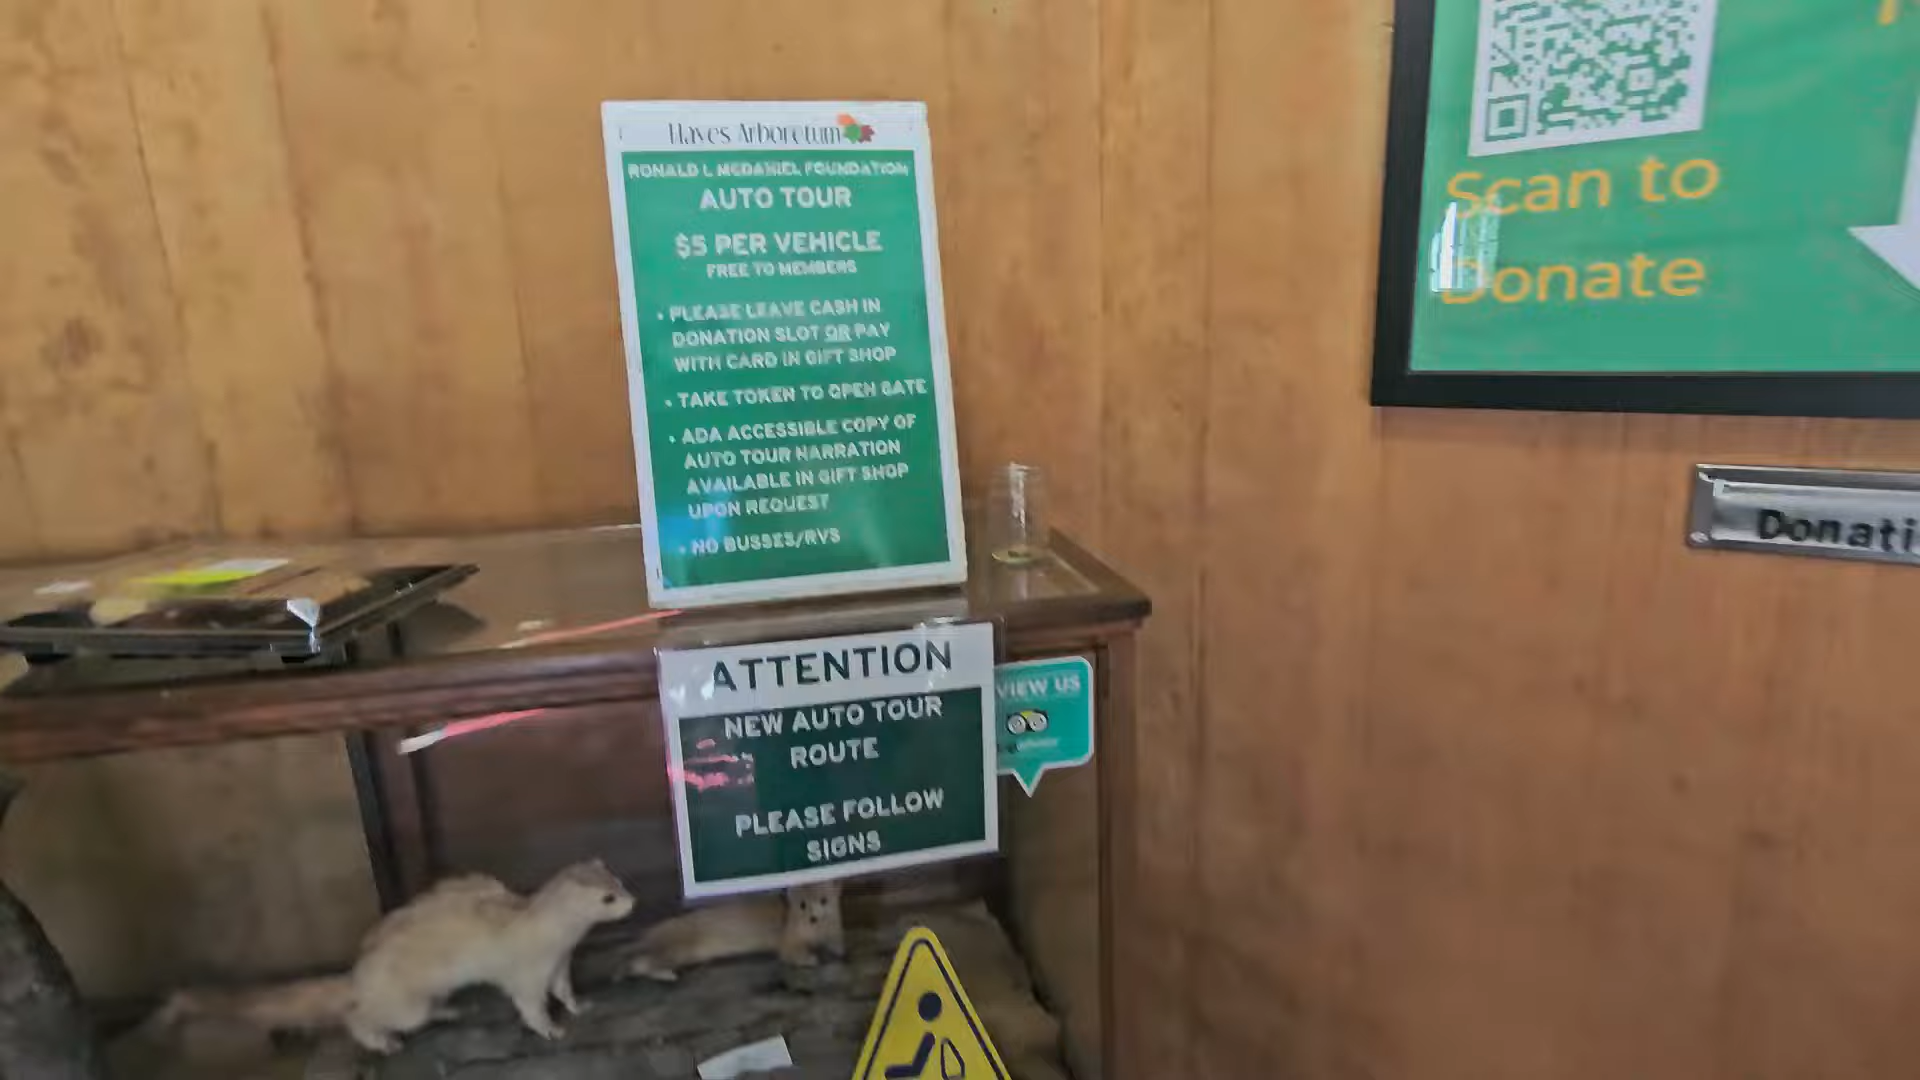 Hayes Arboretum
RONALD L MCDANIEL FOUNDATION
AUTO TOUR
$5 PER VEHICLE
FREE TO MEMBERS
• PLEASE LEAVE CASH IN
DONATION SLOT OR PAY
WITH CARD IN GIFT SHOP
• TAKE TOKEN TO OPEN GATE
• ADA ACCESSIBLE COPY OF
AUTO TOUR NARRATION
AVAILABLE IN GIFT SHOP
UPON REQUEST
• NO BUSSES/RVS
ATTENTION
NEW AUTO TOUR
ROUTE
PLEASE FOLLOW
SIGNS
VIEW US
Scan to
Donate
Donati